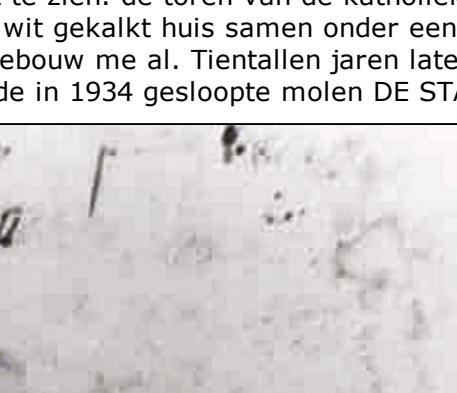 te zien: de toren van de katholiek
wit gekalkt huis samen onder een
ebouw me al. Tientallen jaren late
de in 1934 gesloopte molen DE STA